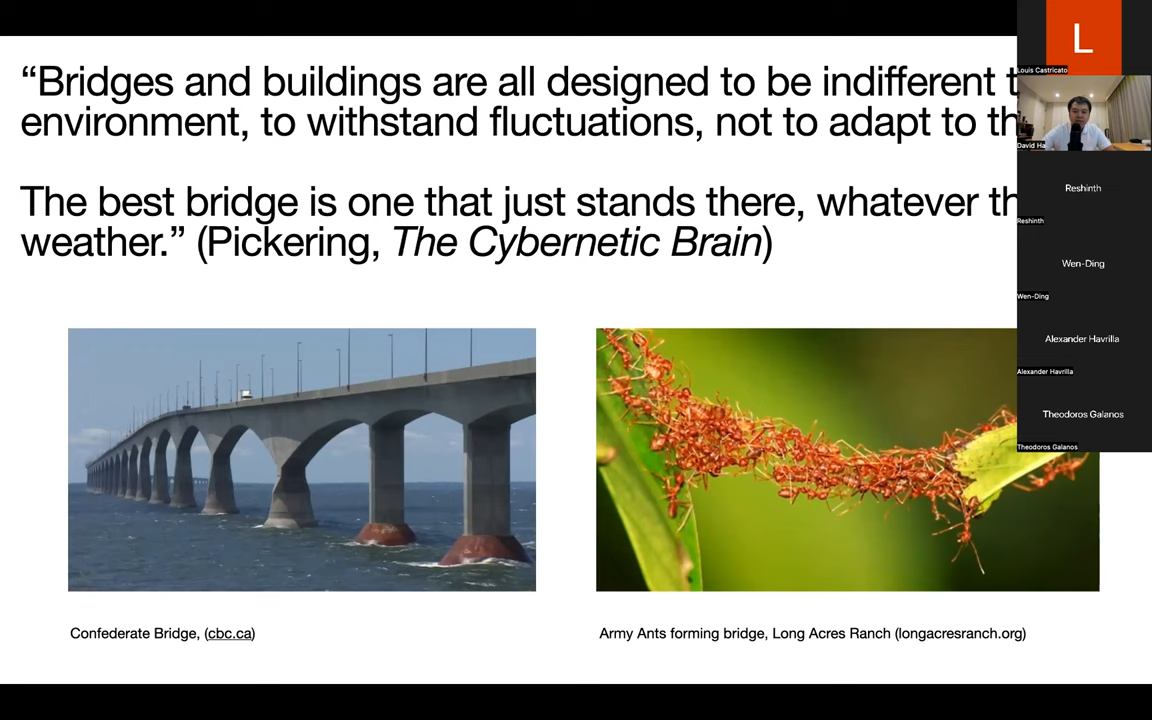 “Bridges and buildings are all designed to be indifferent
environment, to withstand fluctuations, not to adapt to
The best bridge is one that just stands there, whatever
weather.” (Pickering, The Cybernetic Brain)
Confederate Bridge, (cbc.ca)
Army Ants forming bridge, Long Acres Ranch (longacresranch.org)
L
Louis Castricato
David Ha
Reshinth
Reshinth
Wen-Ding
Wen-Ding
Alexander Havrilla
Alexander Havrilla
Theodoros Galanos
Theodoros Galanos